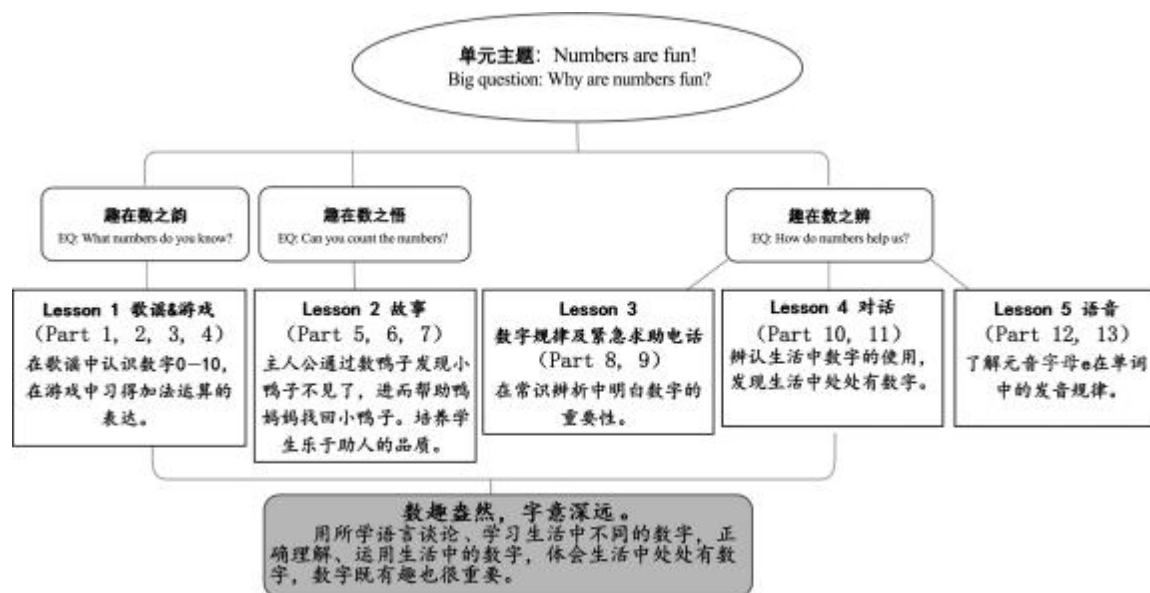 单元主题：Numbers are fun!
Big question: Why are numbers fun?
趣在数之韵
EQ: What numbers do you know?
趣在数之悟
EQ: Can you count the numbers?
趣在数之辨
EQ: How do numbers help us?
Lesson 1 歌谣&游戏
(Part 1, 2, 3, 4)
在歌谣中认识数字0—10，
在游戏中习得加法运算的
表达。
Lesson 2 故事
(Part 5, 6, 7)
主人公通过数鸭子发现小
鸭子不见了，进而帮助鸭
妈妈找回小鸭子。培养学
生乐于助人的品质。
Lesson 3
数字规律及紧急求助电话
(Part 8, 9)
在常识辨析中明白数字的
重要性。
Lesson 4 对话
(Part 10, 11)
辨认生活中数字的使用，
发现生活中处处有数字。
Lesson 5 语音
(Part 12, 13)
了解元音字母e在单词
中的发音规律。
数趣盎然，字意深远。
用所学语言谈论、学习生活中不同的数字，正
确理解、运用生活中的数字，体会生活中处处有数
字，数字既有趣也很重要。